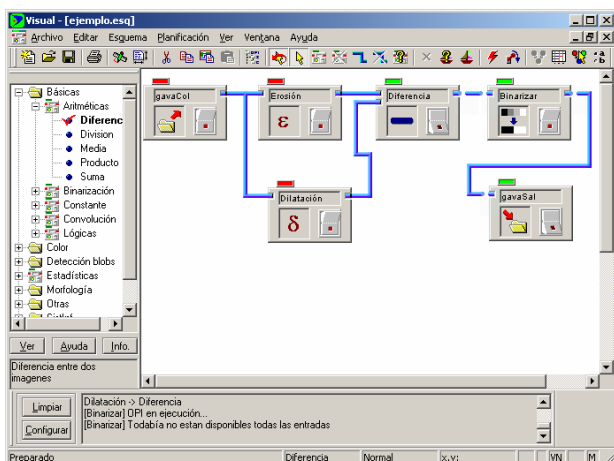 Visual - [ejemplo.esq]
Archivo Editar Esquema Planificación Ver Ventana Ayuda
Básicas
Aritméticas
Diferenc
Division
Media
Producto
Suma
Binarización
Constante
Convolución
Lógicas
Color
Detección blobs
Estadísticas
Morfología
Otras
Ver Ayuda Info.
Diferencia entre dos
imagenes
gavaCol
Erosión
ε
Diferencia
Binarizar
Dilatación
δ
gavaSal
Limpiar
Configurar
Dilatación -> Diferencia
[Binarizar] OPI en ejecución...
[Binarizar] Todabía no estan disponibles todas las entradas
Preparado Diferencia Normal x,y: VN M